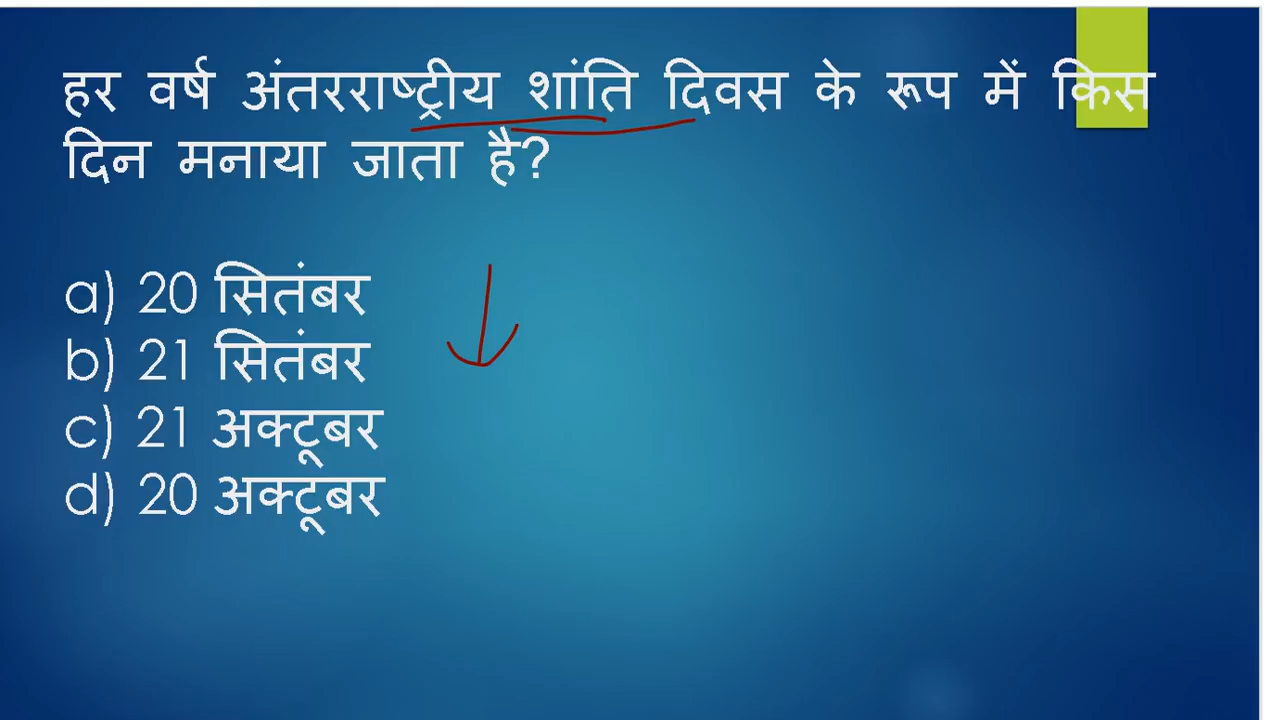 हर वर्ष अंतरराष्ट्रीय शांति दिवस के रूप में किस
दिन मनाया जाता है?
a) 20 सितंबर
b) 21 सितंबर
c) 21 अक्टूबर
d) 20 अक्टूबर